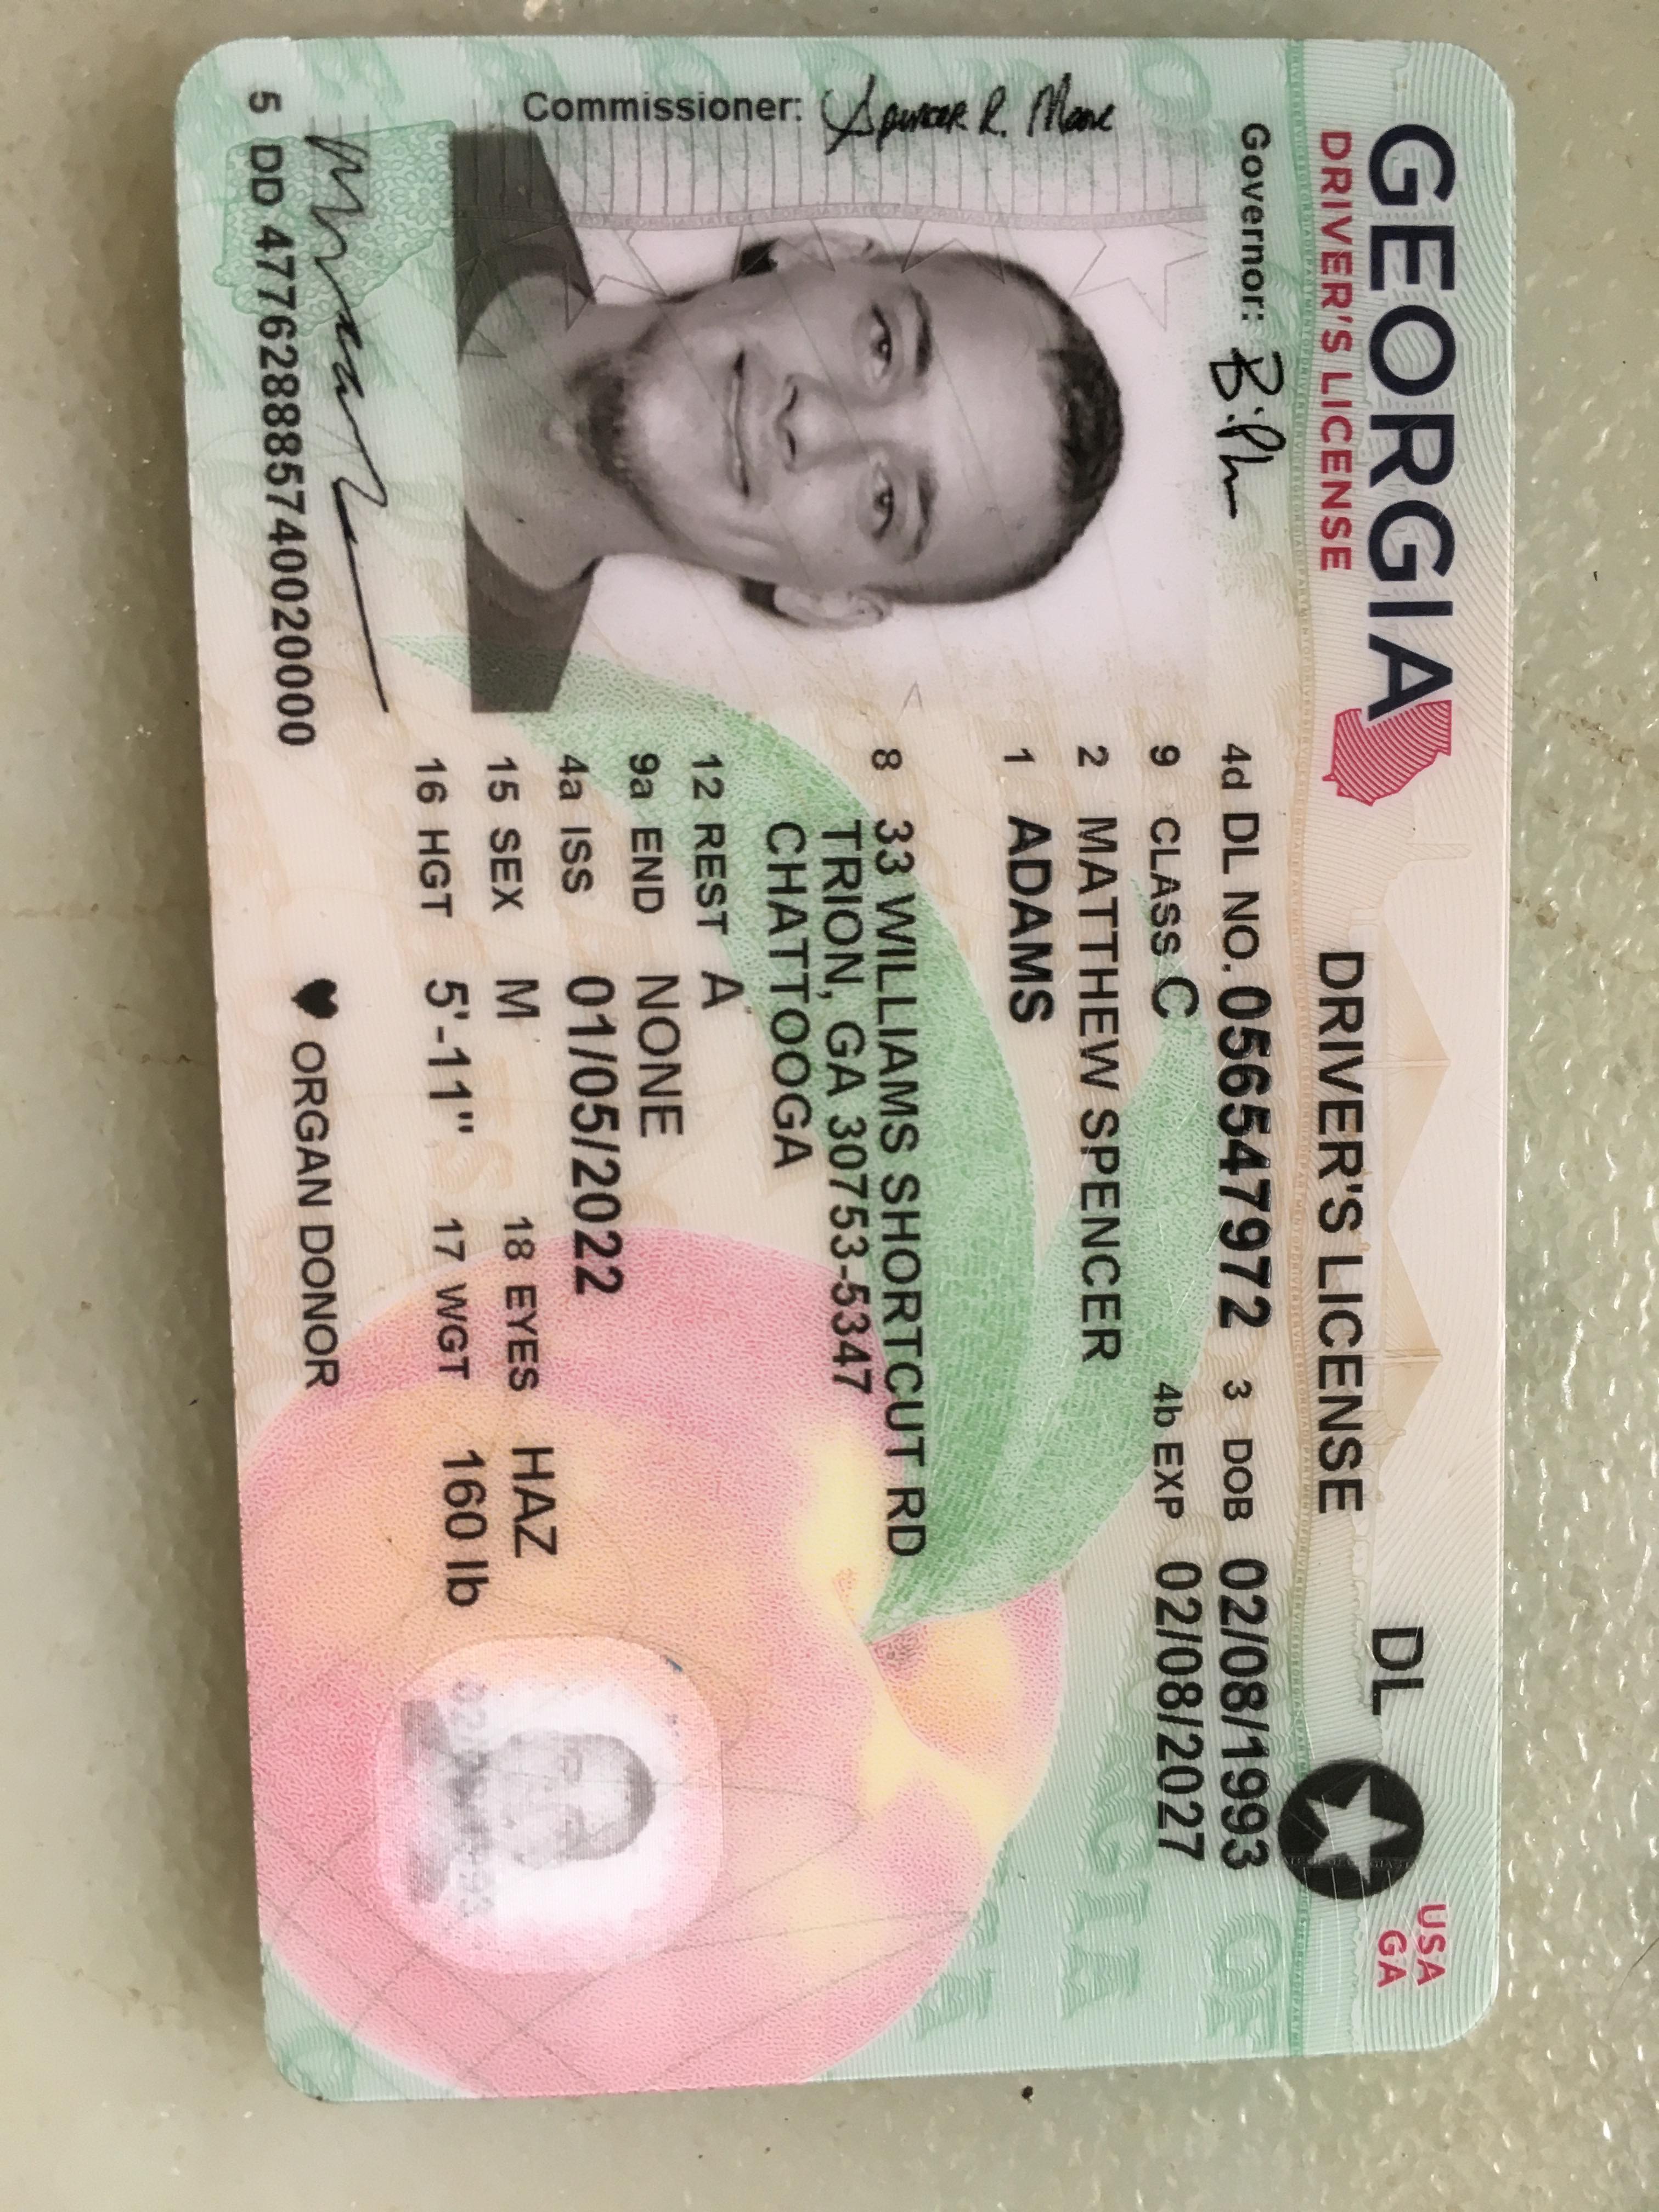 GEORGIA
DRIVER'S LICENSE
DRIVER'S LICENSE
DL
USA
GA
Governor:
Commissioner: Spencer R. Moore
4d DL NO. 056547972 3 DOB 02/08/1993
9 CLASS C 4b EXP 02/08/2027
2 MATTHEW SPENCER
1 ADAMS
8 33 WILLIAMS SHORTCUT RD
TRION, GA 30753-5347
CHATTOOGA
12 REST A
9a END NONE
4a ISS 01/05/2022
15 SEX M 18 EYES HAZ
16 HGT 5'-11" 17 WGT 160 lb
ORGAN DONOR
5 DD 477628885740020000